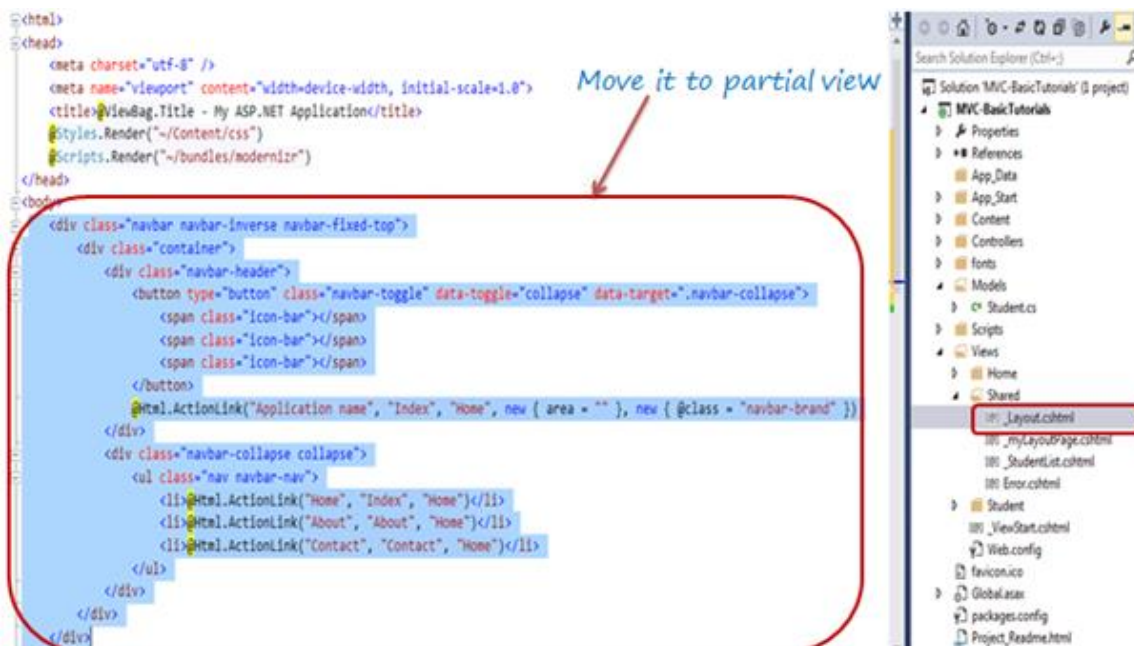 <html>
<head>
<meta charset="utf-8" />
<meta name="viewport" content="width=device-width, initial-scale=1.0">
<title>@ViewBag.Title - My ASP.NET Application</title>
@Styles.Render("~/Content/css")
@Scripts.Render("~/bundles/modernizr")
</head>
<body>
<div class="navbar navbar-inverse navbar-fixed-top">
<div class="container">
<div class="navbar-header">
<button type="button" class="navbar-toggle" data-toggle="collapse" data-target=".navbar-collapse">
<span class="icon-bar"></span>
<span class="icon-bar"></span>
<span class="icon-bar"></span>
</button>
@Html.ActionLink("Application name", "Index", "Home", new { area = "" }, new { @class = "navbar-brand" })
</div>
<div class="navbar-collapse collapse">
<ul class="nav navbar-nav">
<li>@Html.ActionLink("Home", "Index", "Home")</li>
<li>@Html.ActionLink("About", "About", "Home")</li>
<li>@Html.ActionLink("Contact", "Contact", "Home")</li>
</ul>
</div>
</div>
</div>
Move it to partial view
Search Solution Explorer (Ctrl+;)
Solution 'MVC-BasicTutorials' (1 project)
MVC-BasicTutorials
Properties
References
App_Data
App_Start
Content
Controllers
fonts
Models
C# Student.cs
Scripts
Views
Home
Shared
_Layout.cshtml
_myLayoutPage.cshtml
_StudentList.cshtml
Error.cshtml
Student
_ViewStart.cshtml
Web.config
favicon.ico
Global.asax
packages.config
Project_Readme.html